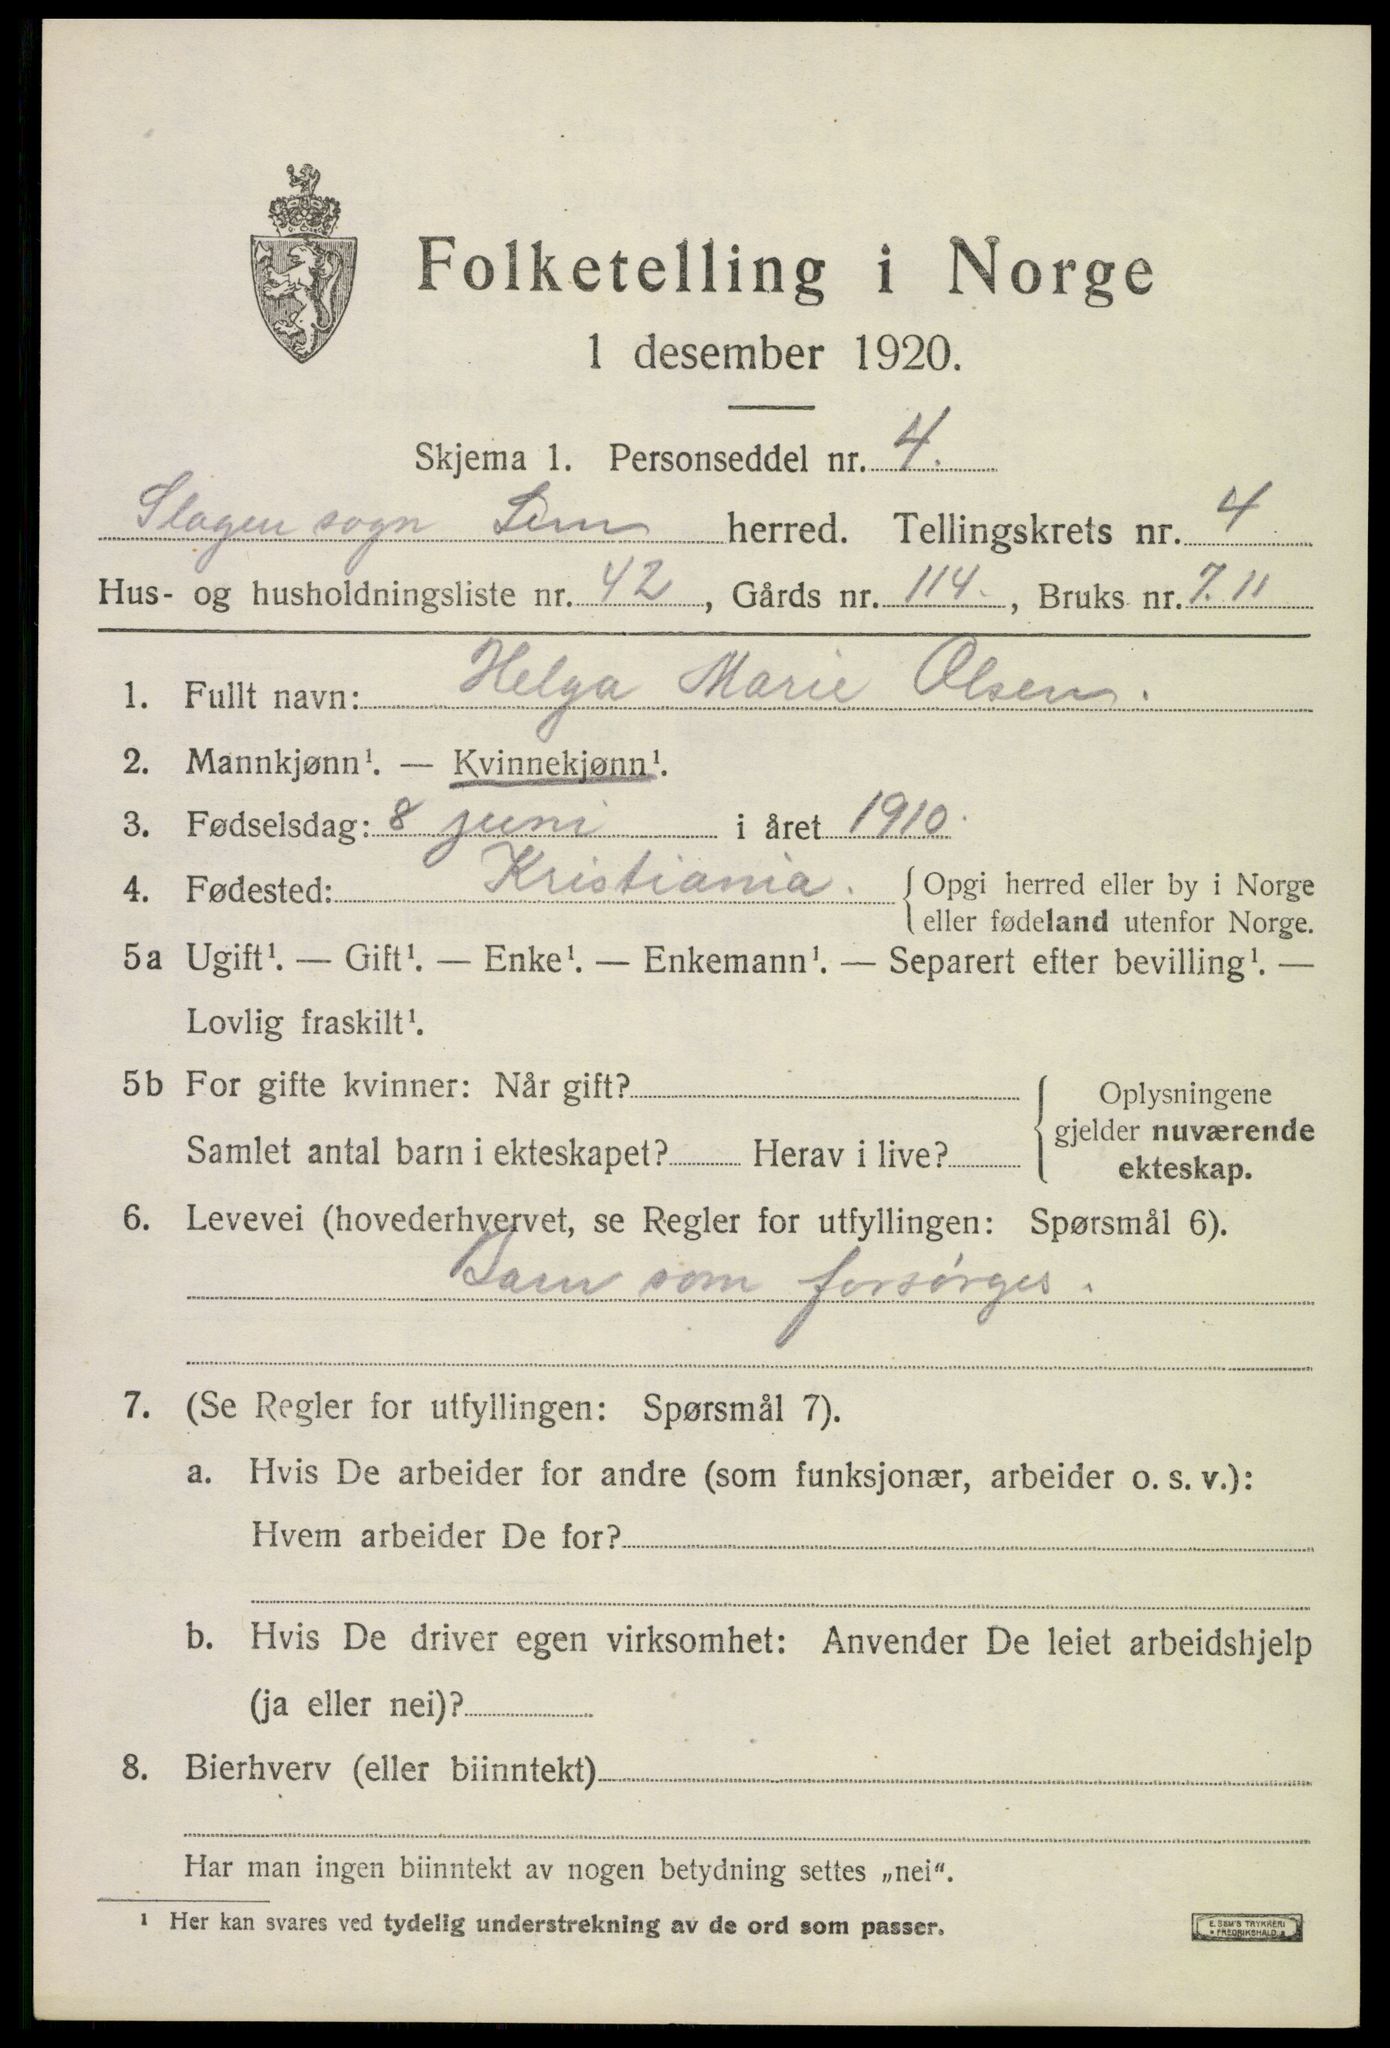 Folketelling i Norge
1 desember 1920.
Skjema 1. Personseddel nr. 4.
Slagen sogn Sem herred. Tellingskrets nr. 4
Hus- og husholdningsliste nr. 42, Gårds nr. 114., Bruks nr. 7.11
1. Fullt navn: Helga Marie Olsen.
2. Mannkjønn¹. — Kvinnekjønn¹.
3. Fødselsdag: 8 juni i året 1910.
4. Fødested: Kristiania. { Opgi herred eller by i Norge
eller fødeland utenfor Norge.
5a Ugift¹. — Gift¹. — Enke¹. — Enkemann¹. — Separert efter bevilling¹. —
Lovlig fraskilt¹.
5b For gifte kvinner: Når gift?
Samlet antal barn i ekteskapet? Herav i live?
{ Oplysningene
gjelder nuværende
ekteskap.
6. Levevei (hovederhvervet, se Regler for utfyllingen: Spørsmål 6).
Barn som forsørges.
7. (Se Regler for utfyllingen: Spørsmål 7).
a. Hvis De arbeider for andre (som funksjonær, arbeider o. s. v.):
Hvem arbeider De for?
b. Hvis De driver egen virksomhet: Anvender De leiet arbeidshjelp
(ja eller nei)?
8. Bierhverv (eller biinntekt)
Har man ingen biinntekt av nogen betydning settes „nei“.
¹ Her kan svares ved tydelig understrekning av de ord som passer.
E. SEM'S TRYKKERI
FREDRIKSHALD